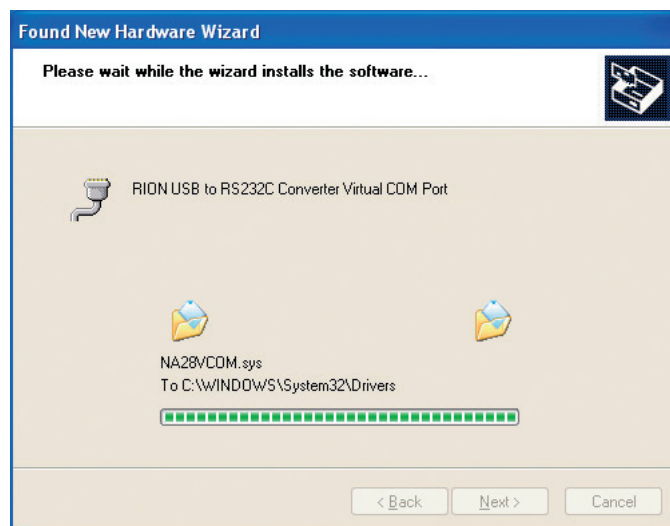 Found New Hardware Wizard
Please wait while the wizard installs the software...
RION USB to RS232C Converter Virtual COM Port
NA28VCOM.sys
To C:\WINDOWS\System32\Drivers
< Back Next > Cancel